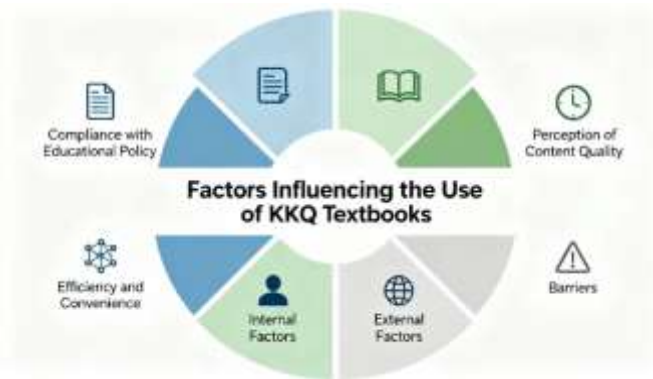 Compliance with
Educational Policy
Perception of
Content Quality
Factors Influencing the Use
of KKQ Textbooks
Efficiency and
Convenience
Internal
Factors
External
Factors
Barriers